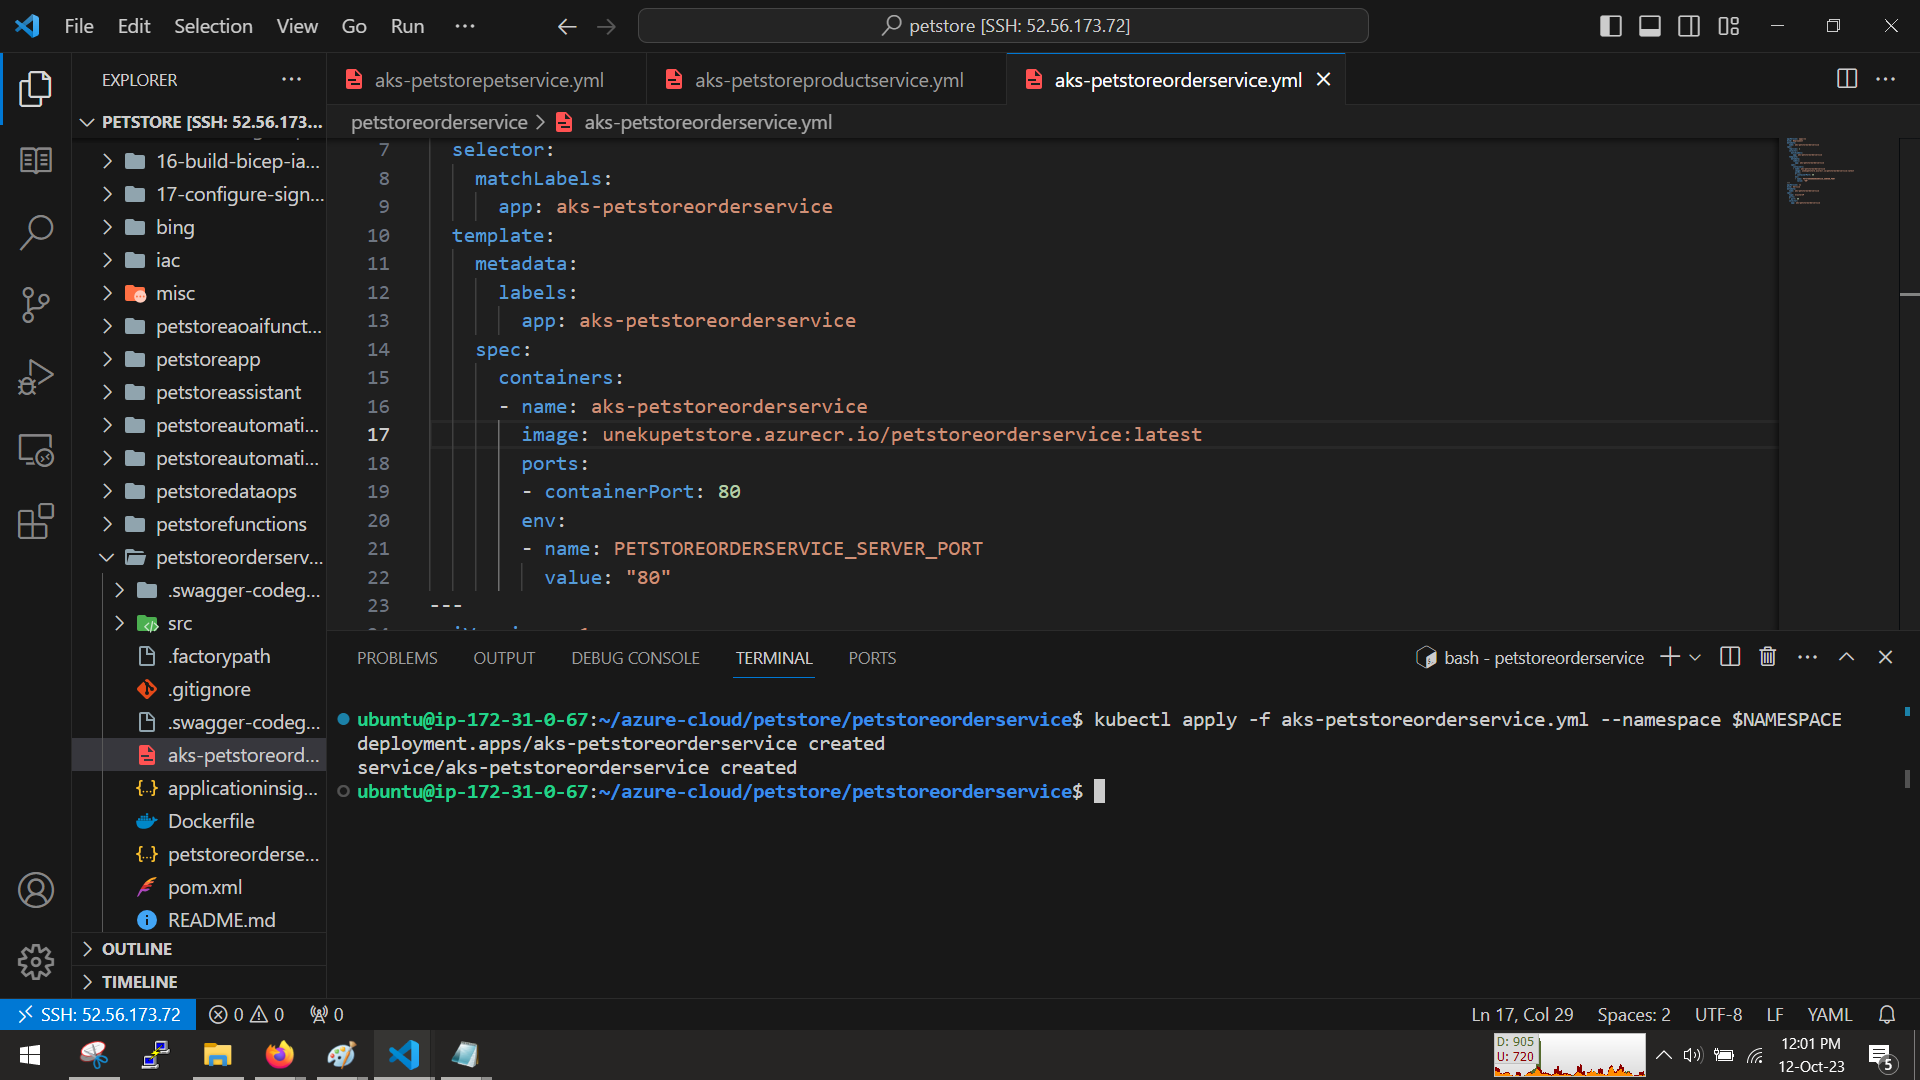 File Edit Selection View Go Run ···
petstore [SSH: 52.56.173.72]
EXPLORER ···
PETSTORE [SSH: 52.56.173...
16-build-bicep-ia...
17-configure-sign...
bing
iac
misc
petstoreaoaifunct...
petstoreapp
petstoreassistant
petstoreautomati...
petstoreautomati...
petstoredataops
petstorefunctions
petstoreorderserv...
.swagger-codeg...
src
.factorypath
.gitignore
.swagger-codeg...
aks-petstoreord...
applicationinsig...
Dockerfile
petstoreorderse...
pom.xml
README.md
OUTLINE
TIMELINE
aks-petstorepetservice.yml aks-petstoreproductservice.yml aks-petstoreorderservice.yml
petstoreorderservice > aks-petstoreorderservice.yml
7 selector:
8 matchLabels:
9 app: aks-petstoreorderservice
10 template:
11 metadata:
12 labels:
13 app: aks-petstoreorderservice
14 spec:
15 containers:
16 - name: aks-petstoreorderservice
17 image: unekupetstore.azurecr.io/petstoreorderservice:latest
18 ports:
19 - containerPort: 80
20 env:
21 - name: PETSTOREORDERSERVICE_SERVER_PORT
22 value: "80"
23 ---
PROBLEMS OUTPUT DEBUG CONSOLE TERMINAL PORTS
bash - petstoreorderservice
ubuntu@ip-172-31-0-67:~/azure-cloud/petstore/petstoreorderservice$ kubectl apply -f aks-petstoreorderservice.yml --namespace $NAMESPACE
deployment.apps/aks-petstoreorderservice created
service/aks-petstoreorderservice created
ubuntu@ip-172-31-0-67:~/azure-cloud/petstore/petstoreorderservice$
SSH: 52.56.173.72 0 0 0
Ln 17, Col 29 Spaces: 2 UTF-8 LF YAML
D: 905
U: 720
12:01 PM
12-Oct-23
5